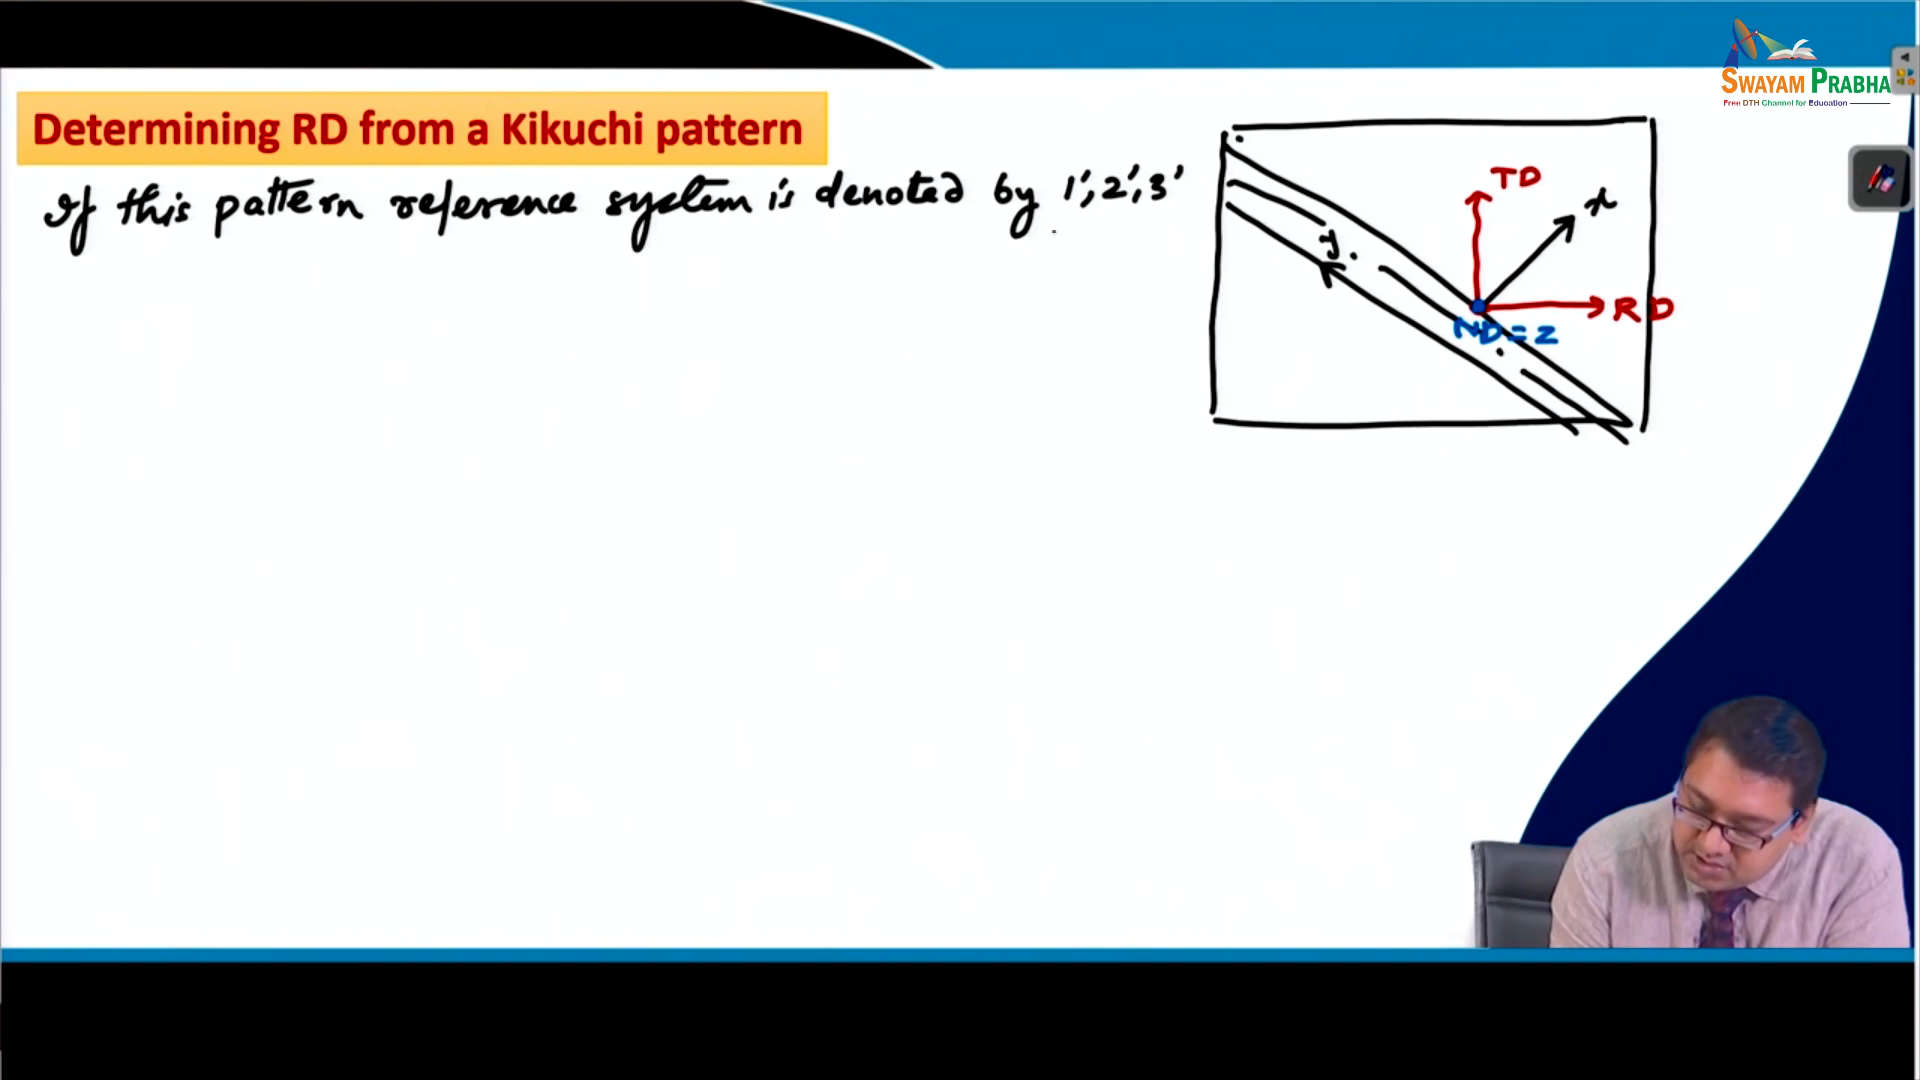 SWAYAM PRABHA
Free DTH Channel for Education
Determining RD from a Kikuchi pattern
If this pattern reference system is denoted by 1', 2', 3'
TD
x
y
RD
ND = Z